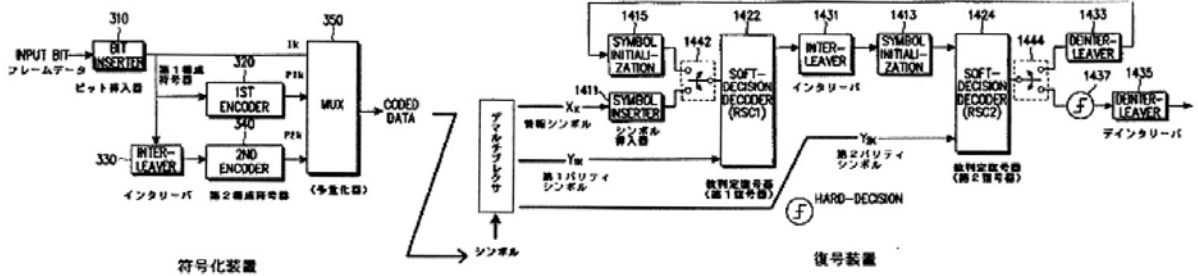 310
BIT
INSERTER
INPUT BIT
フレームデータ
ビット挿入器
Ik
第1構成
符号器
320
1ST
ENCODER
P1k
340
2ND
ENCODER
P2k
第2構成符号器
330
INTER-
LEAVER
インタリーバ
350
MUX
(多重化器)
CODED
DATA
符号化装置
デマルチプレクサ
シンボル
1415
SYMBOL
INITIALI-
ZATION
1411
SYMBOL
INSERTER
シンボル
挿入器
XK
情報シンボル
Y1K
第1パリティ
シンボル
1442
1422
SOFT-
DECISION
DECODER
(RSC1)
軟判定復号器
(第1復号器)
1431
INTER-
LEAVER
インタリーバ
1413
SYMBOL
INITIALI-
ZATION
第2パリティ
シンボル
1424
SOFT-
DECISION
DECODER
(RSC2)
軟判定復号器
(第2復号器)
1444
1433
DEINTER-
LEAVER
1437
1435
DEINTER-
LEAVER
デインタリーバ
HARD-DECISION
復号装置